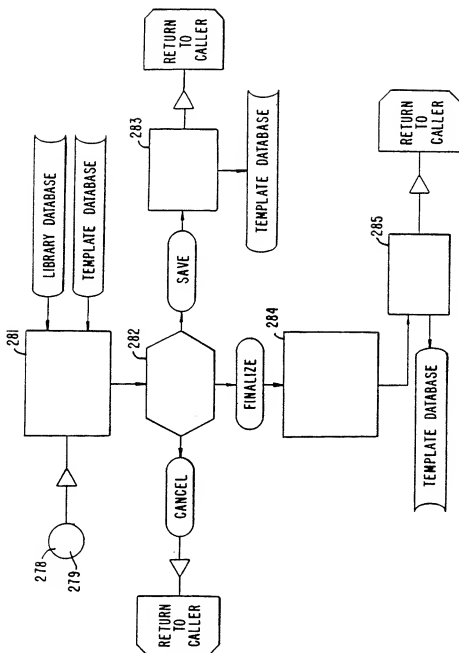 278
279
281
LIBRARY DATABASE
TEMPLATE DATABASE
282
CANCEL
RETURN
TO
CALLER
SAVE
283
RETURN
TO
CALLER
TEMPLATE DATABASE
FINALIZE
284
285
RETURN
TO
CALLER
TEMPLATE DATABASE